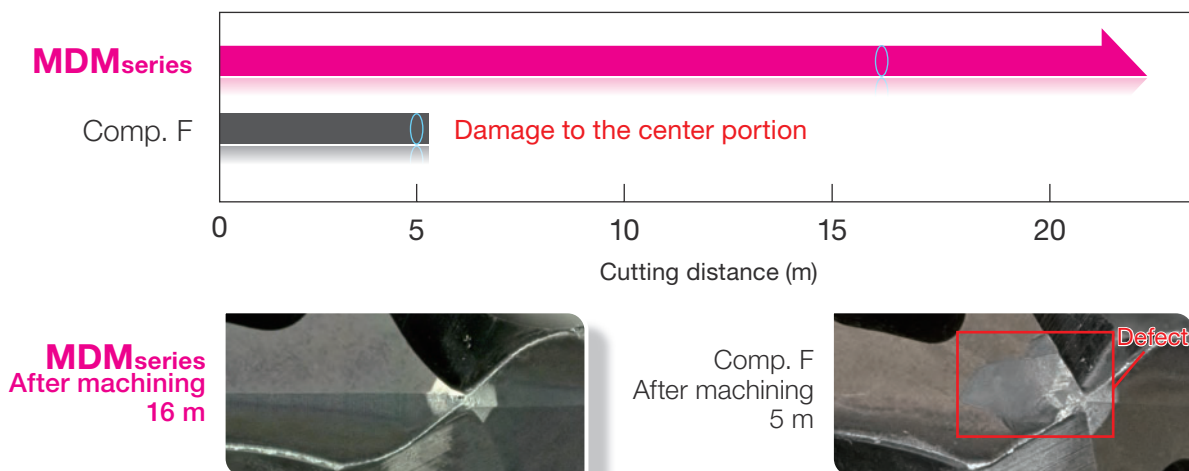 MDMseries
Comp. F
Damage to the center portion
0 5 10 15 20
Cutting distance (m)
MDMseries
After machining
16 m
Comp. F
After machining
5 m
Defect